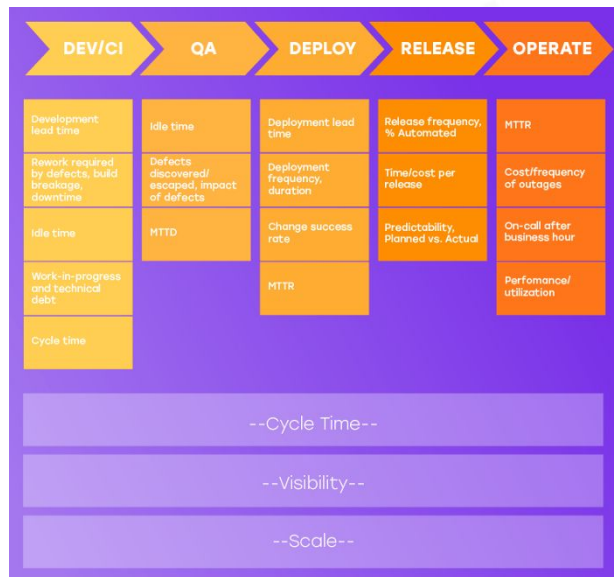 DEV/CI
QA
DEPLOY
RELEASE
OPERATE
Development
lead time
Rework required
by defects, build
breakage,
downtime
Idle time
Work-in-progress
and technical
debt
Cycle time
Idle time
Defects
discovered/
escaped, impact
of defects
MTTD
Deployment lead
time
Deployment
frequency,
duration
Change success
rate
MTTR
Release frequency,
% Automated
Time/cost per
release
Predictability,
Planned vs. Actual
MTTR
Cost/frequency
of outages
On-call after
business hour
Perfomance/
utilization
--Cycle Time--
--Visibility--
--Scale--